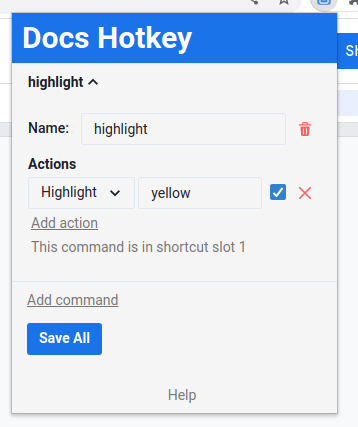 Docs Hotkey
highlight
Name: highlight
Actions
Highlight yellow
Add action
This command is in shortcut slot 1
Add command
Save All
Help